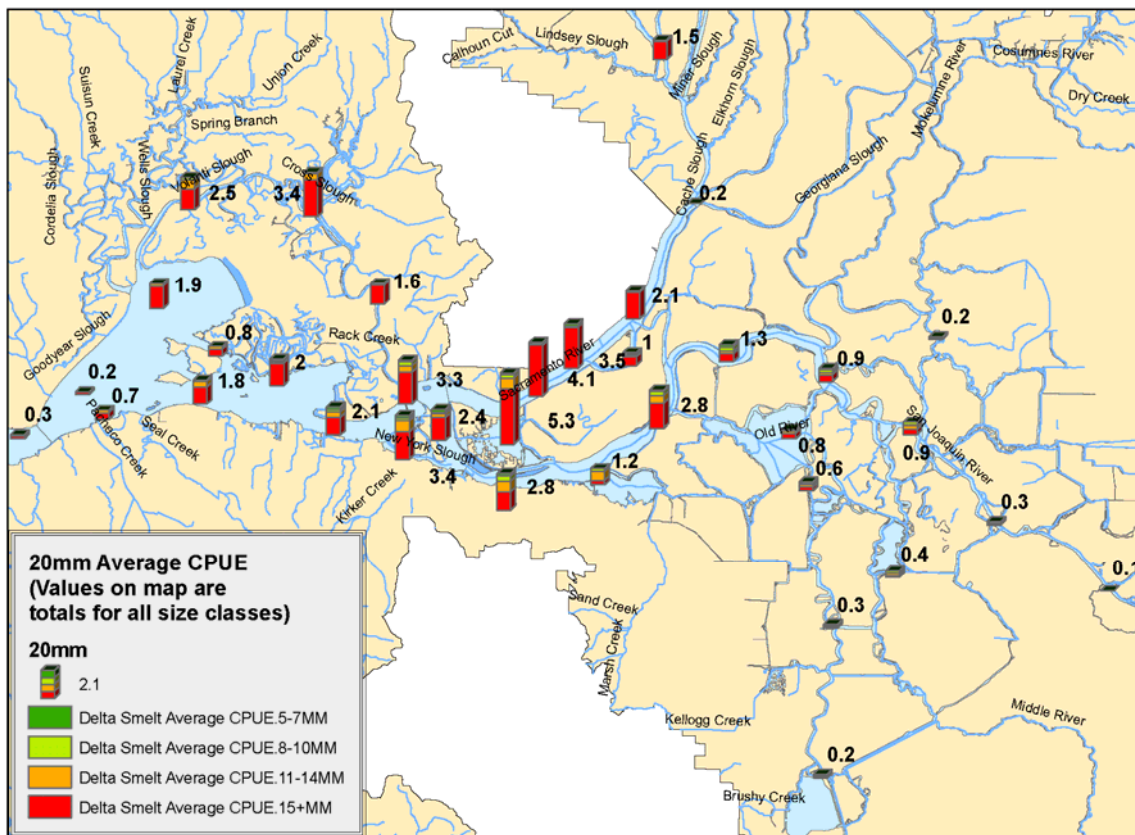 Calhoun Cut
Lindsey Slough
1.5
Miner Slough
Elkhorn Slough
Mokelumne River
Cosumnes River
Dry Creek
Suisun Creek
Laurel Creek
Union Creek
Spring Branch
Cordelia Slough
Wells Slough
Volanti Slough
2.5
Cross Slough
3.4
Cache Slough
0.2
Georgiana Slough
1.9
1.6
2.1
Goodyear Slough
0.8
Rack Creek
Sacramento River
3.5
1
1.3
0.2
0.9
0.2
0.7
1.8
2
3.3
4.1
0.3
Pacheco Creek
Seal Creek
2.1
2.4
New York Slough
5.3
2.8
Old River
0.8
San Joaquin River
0.9
Kirker Creek
3.4
2.8
1.2
0.6
0.3
0.4
0.1
Sand Creek
Marsh Creek
0.3
Kellogg Creek
Middle River
0.2
Brushy Creek
20mm Average CPUE
(Values on map are
totals for all size classes)
20mm
2.1
Delta Smelt Average CPUE.5-7MM
Delta Smelt Average CPUE.8-10MM
Delta Smelt Average CPUE.11-14MM
Delta Smelt Average CPUE.15+MM